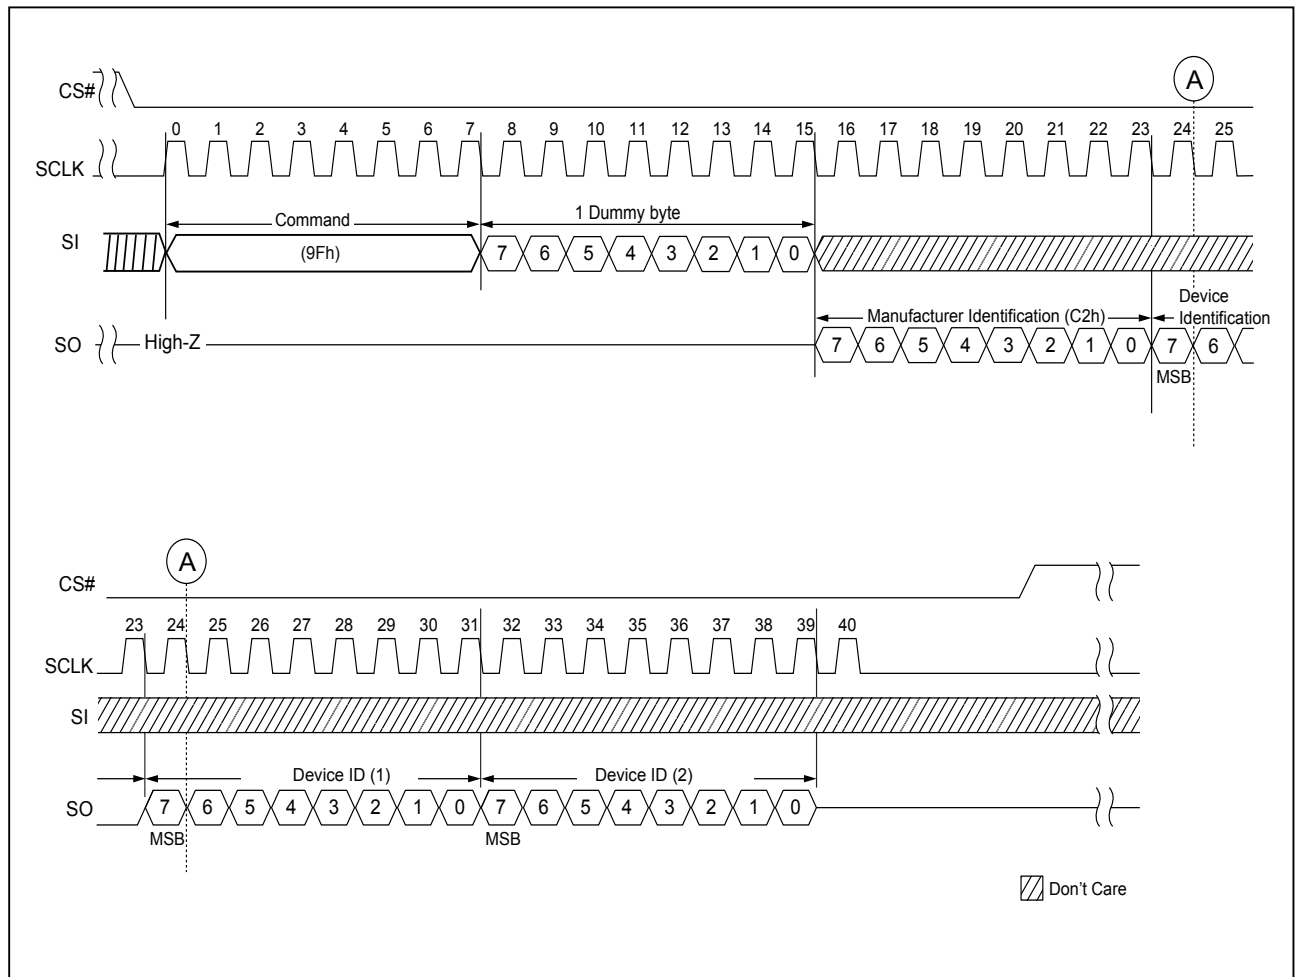 A
CS#
0 1 2 3 4 5 6 7 8 9 10 11 12 13 14 15 16 17 18 19 20 21 22 23 24 25
SCLK
Command 1 Dummy byte
SI (9Fh) 7 6 5 4 3 2 1 0
Device
Manufacturer Identification (C2h) Identification
SO High-Z 7 6 5 4 3 2 1 0 7 6
MSB
A
CS#
23 24 25 26 27 28 29 30 31 32 33 34 35 36 37 38 39 40
SCLK
SI
Device ID (1) Device ID (2)
SO 7 6 5 4 3 2 1 0 7 6 5 4 3 2 1 0
MSB MSB
Don't Care